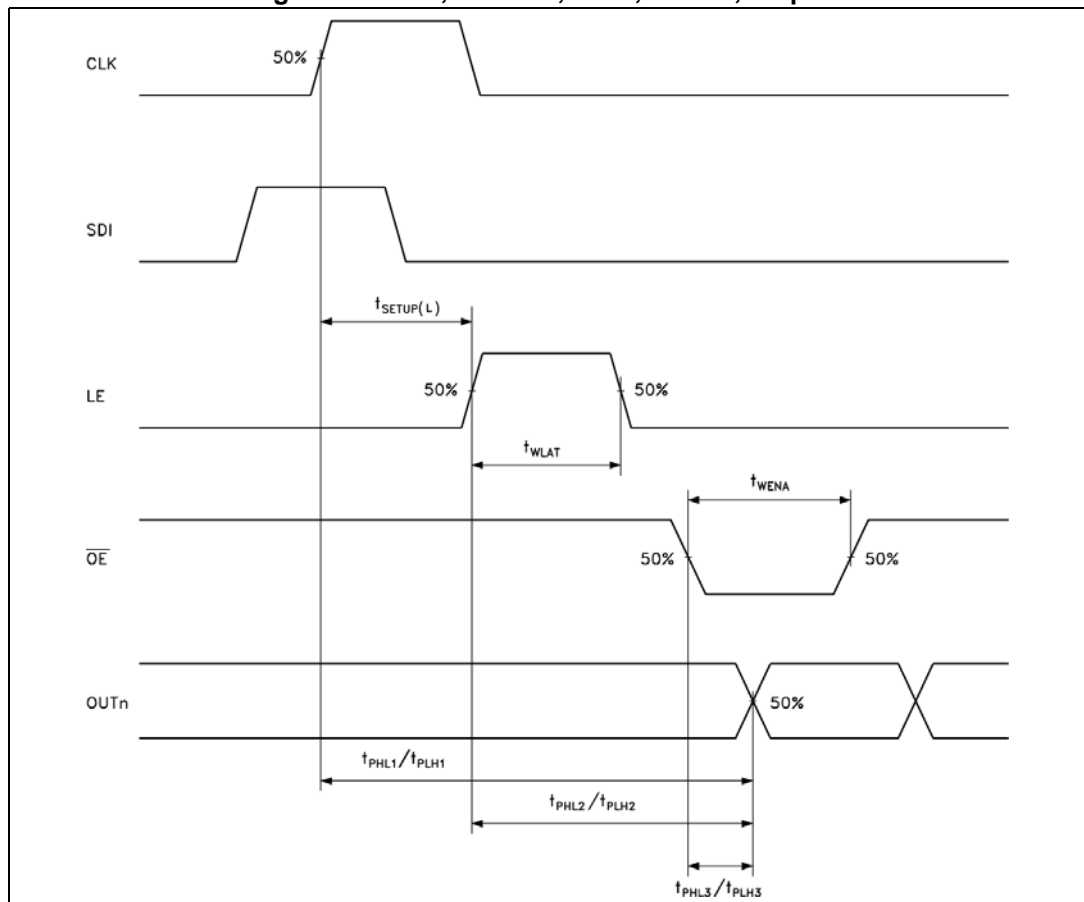 CLK
50%
SDI
tSETUP(L)
LE
50%
50%
tWLAT
tWENA
OE
50%
50%
OUTn
50%
tPHL1/tPLH1
tPHL2/tPLH2
tPHL3/tPLH3